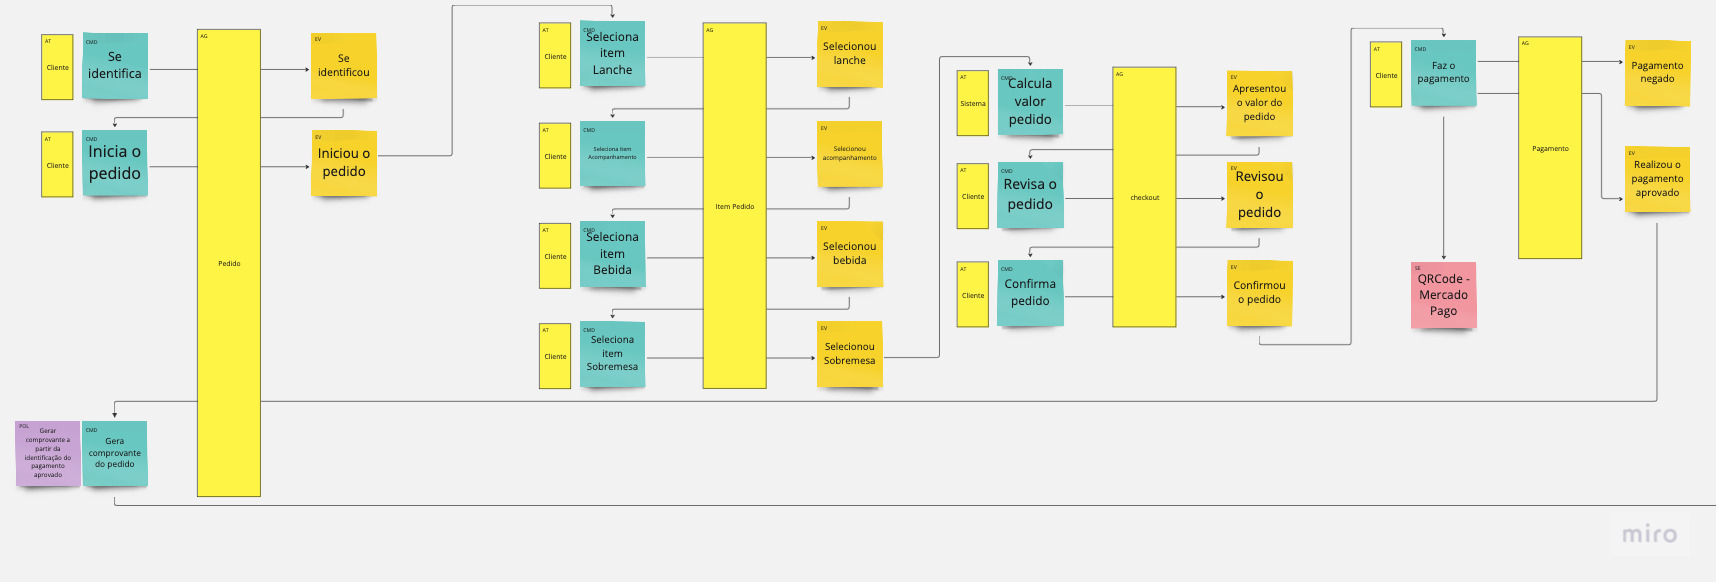 AT
Cliente
CMD
Se
identifica
AG
Pedido
EV
Se
identificou
AT
Cliente
CMD
Inicia o
pedido
EV
Iniciou o
pedido
AT
Cliente
CMD
Seleciona
item
Lanche
AG
Item Pedido
EV
Selecionou
lanche
AT
Cliente
CMD
Seleciona item
Acompanhamento
EV
Selecionou
acompanhamento
AT
Cliente
CMD
Seleciona
item
Bebida
EV
Selecionou
bebida
AT
Cliente
CMD
Seleciona
item
Sobremesa
EV
Selecionou
Sobremesa
AT
Sistema
CMD
Calcula
valor
pedido
AG
checkout
EV
Apresentou
o valor do
pedido
AT
Cliente
CMD
Revisa o
pedido
EV
Revisou
o
pedido
AT
Cliente
CMD
Confirma
pedido
EV
Confirmou
o pedido
AT
Cliente
CMD
Faz o
pagamento
AG
Pagamento
EV
Pagamento
negado
EV
Realizou o
pagamento
aprovado
SE
QRCode -
Mercado
Pago
POL
Gerar
comprovante a
partir da
identificação do
pagamento
aprovado
CMD
Gera
comprovante
do pedido
miro